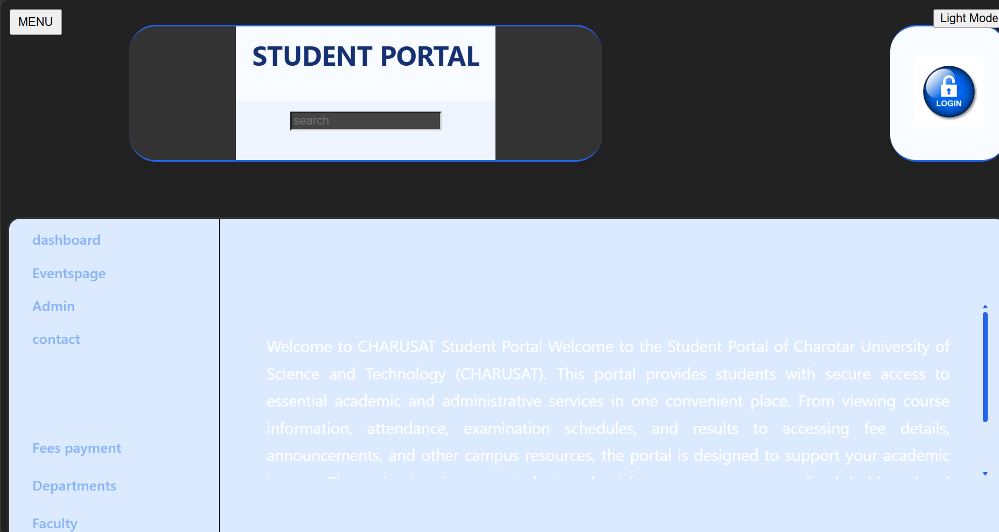 MENU
Light Mode
STUDENT PORTAL
search
LOGIN
dashboard
Eventspage
Admin
contact
Fees payment
Departments
Faculty
Welcome to CHARUSAT Student Portal Welcome to the Student Portal of Charotar University of
Science and Technology (CHARUSAT). This portal provides students with secure access to
essential academic and administrative services in one convenient place. From viewing course
information, attendance, examination schedules, and results to accessing fee details,
announcements, and other campus resources, the portal is designed to support your academic